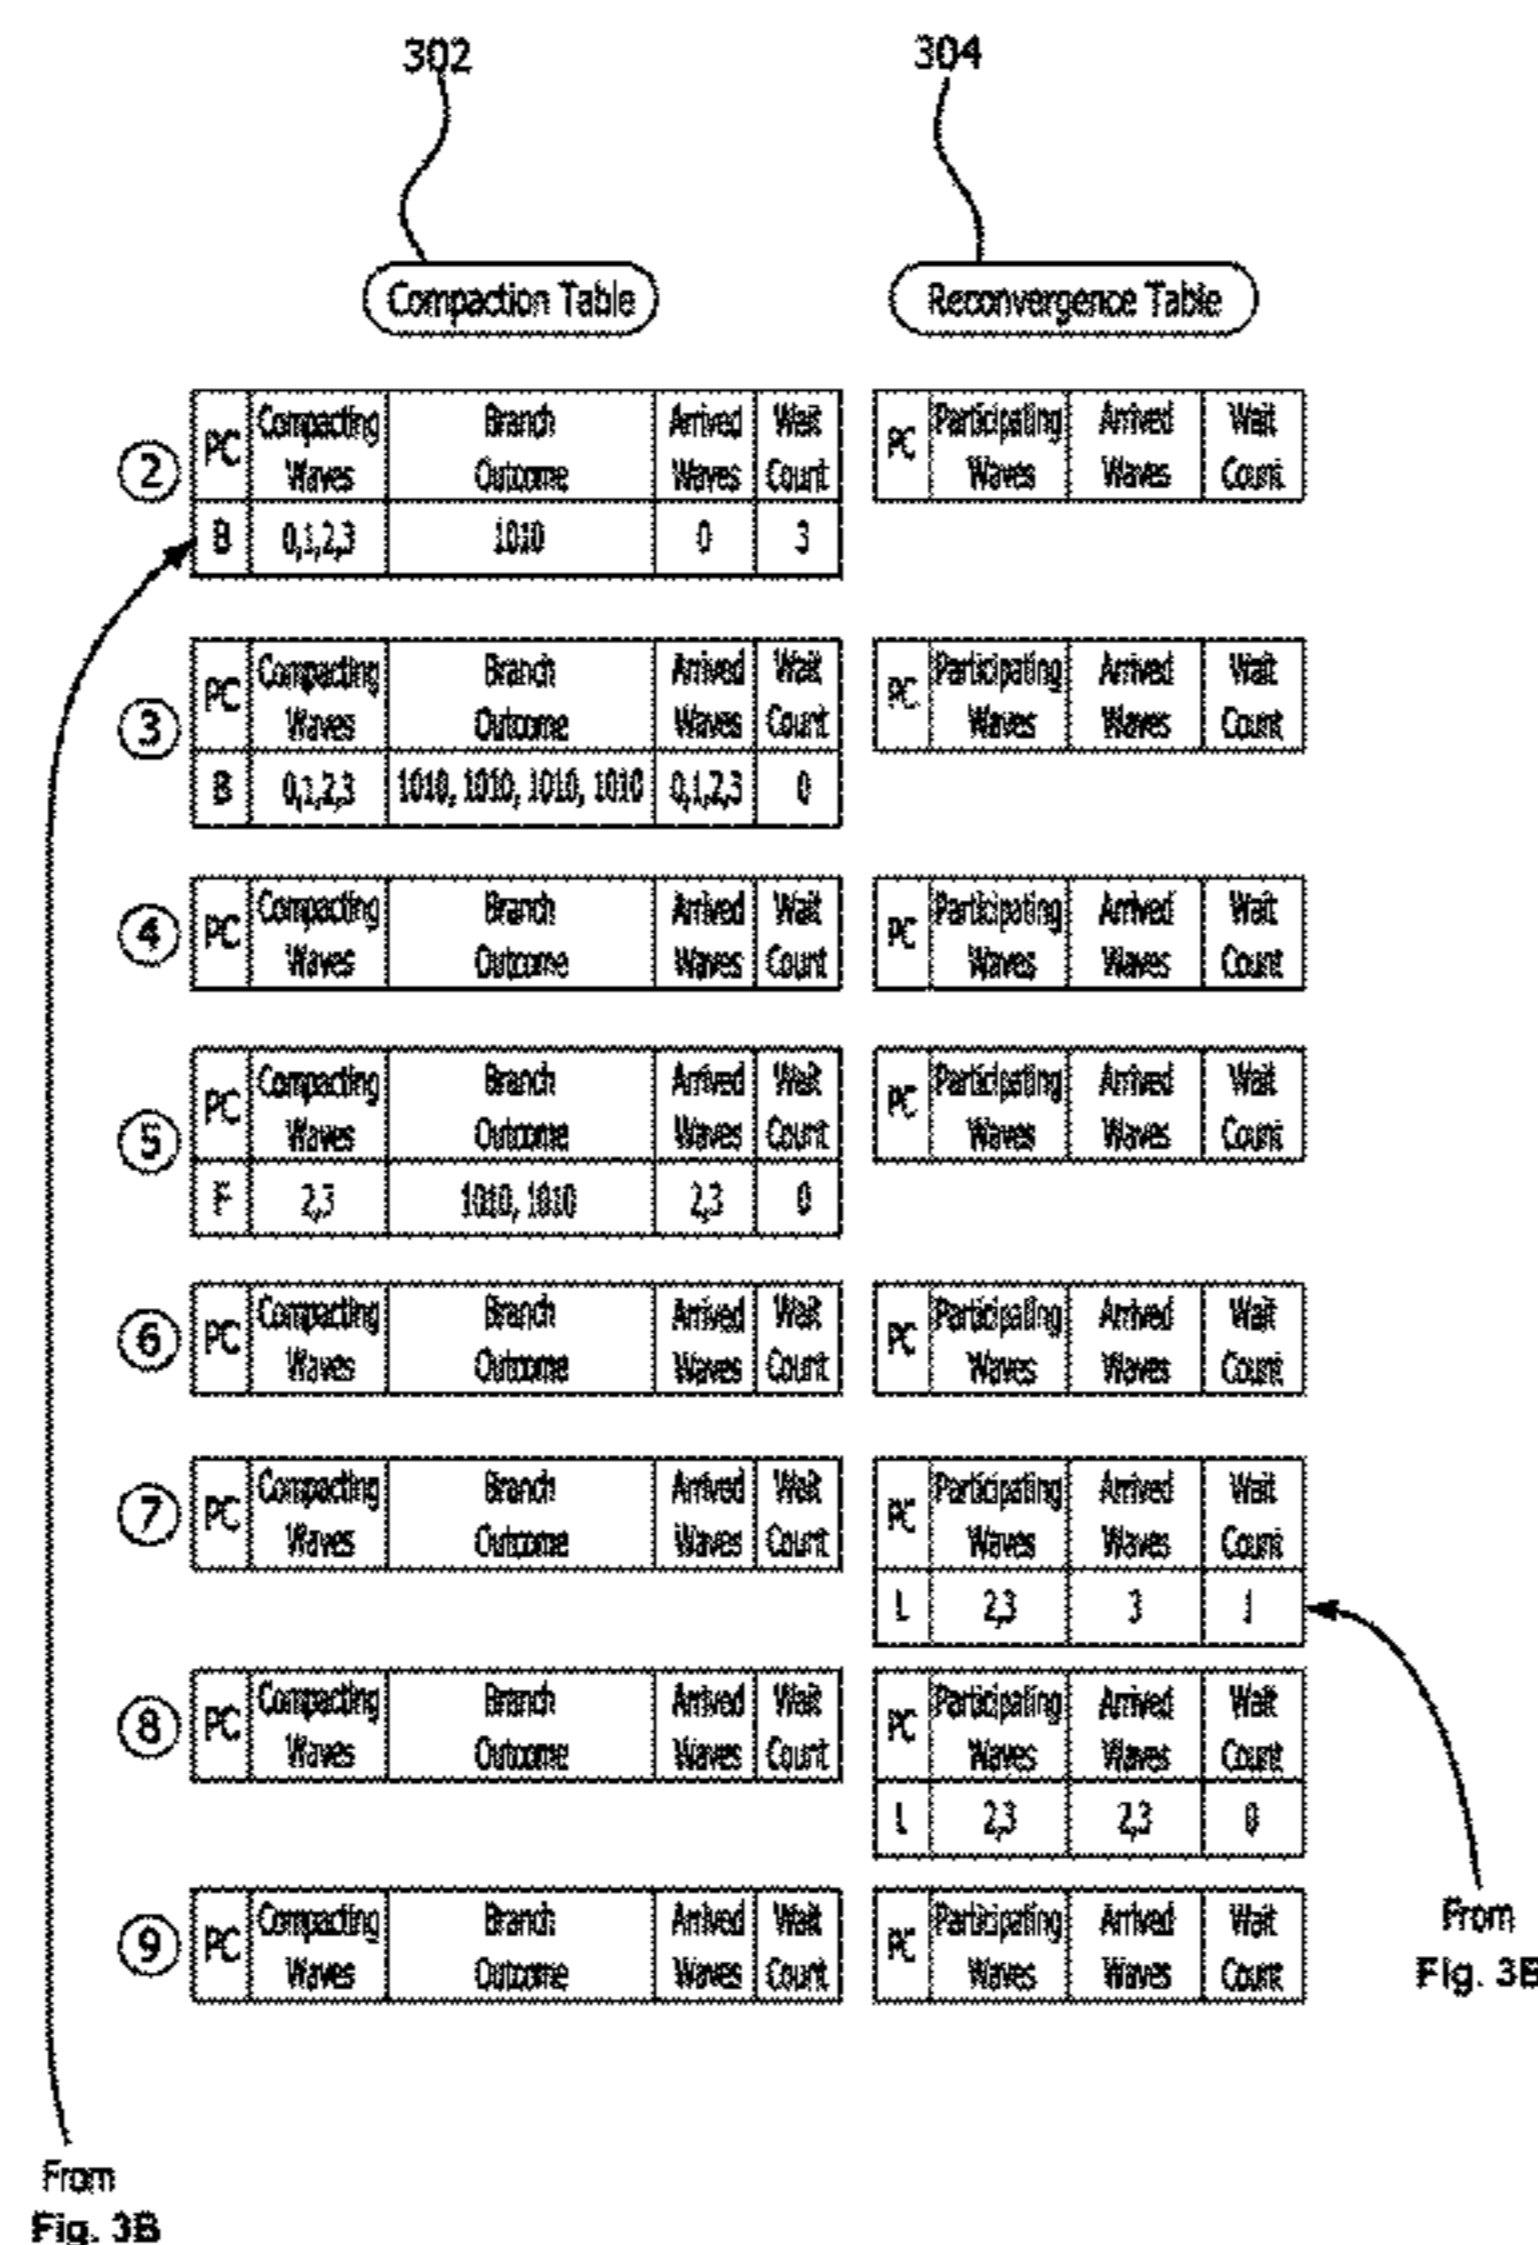 302 304
Compaction Table Reconvergence Table
2
PC Compacting Waves Branch Outcome Arrived Waves Wait Count PC Participating Waves Arrived Waves Wait Count
B 0,1,2,3 1010 0 3
3
PC Compacting Waves Branch Outcome Arrived Waves Wait Count PC Participating Waves Arrived Waves Wait Count
B 0,1,2,3 1010, 1010, 1010, 1010 0,1,2,3 0
4
PC Compacting Waves Branch Outcome Arrived Waves Wait Count PC Participating Waves Arrived Waves Wait Count
5
PC Compacting Waves Branch Outcome Arrived Waves Wait Count PC Participating Waves Arrived Waves Wait Count
F 2,3 1010, 1010 2,3 0
6
PC Compacting Waves Branch Outcome Arrived Waves Wait Count PC Participating Waves Arrived Waves Wait Count
7
PC Compacting Waves Branch Outcome Arrived Waves Wait Count PC Participating Waves Arrived Waves Wait Count
L 2,3 3 1
8
PC Compacting Waves Branch Outcome Arrived Waves Wait Count PC Participating Waves Arrived Waves Wait Count
L 2,3 2,3 0
9
PC Compacting Waves Branch Outcome Arrived Waves Wait Count PC Participating Waves Arrived Waves Wait Count
From
Fig. 3B
From
Fig. 3B